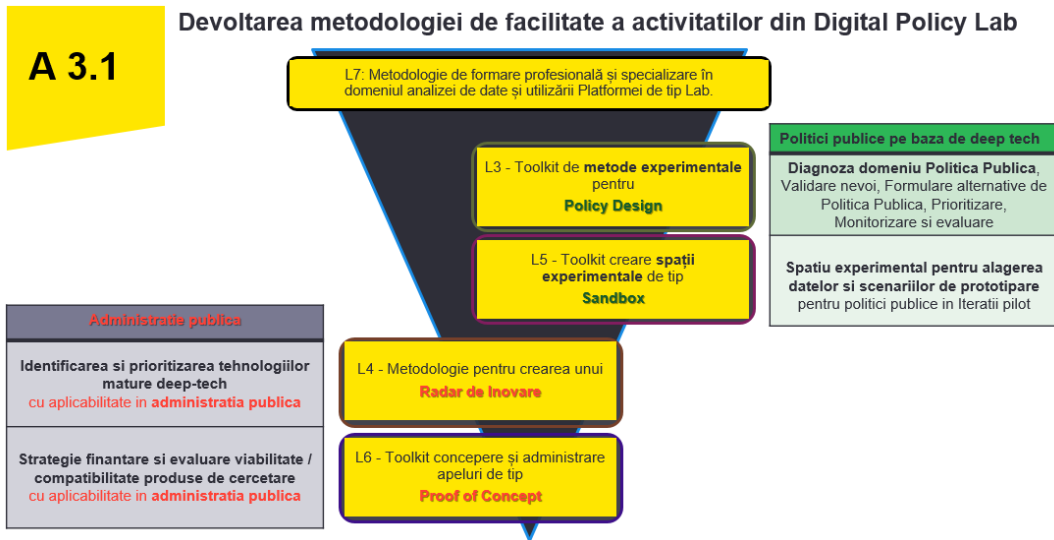 Devoltarea metodologiei de facilitate a activitatilor din Digital Policy Lab
A 3.1
L7: Metodologie de formare profesională și specializare în
domeniul analizei de date și utilizării Platformei de tip Lab.
L3 - Toolkit de metode experimentale
pentru
Policy Design
Politici publice pe baza de deep tech
Diagnoza domeniu Politica Publica,
Validare nevoi, Formulare alternative de
Politica Publica, Prioritizare,
Monitorizare si evaluare
L5 - Toolkit creare spații
experimentale de tip
Sandbox
Spatiu experimental pentru alagerea
datelor si scenariilor de prototipare
pentru politici publice in Iteratii pilot
Administratie publica
Identificarea si prioritizarea tehnologiilor
mature deep-tech
cu aplicabilitate in administratia publica
L4 - Metodologie pentru crearea unui
Radar de Inovare
Strategie finantare si evaluare viabilitate /
compatibilitate produse de cercetare
cu aplicabilitate in administratia publica
L6 - Toolkit concepere și administrare
apeluri de tip
Proof of Concept